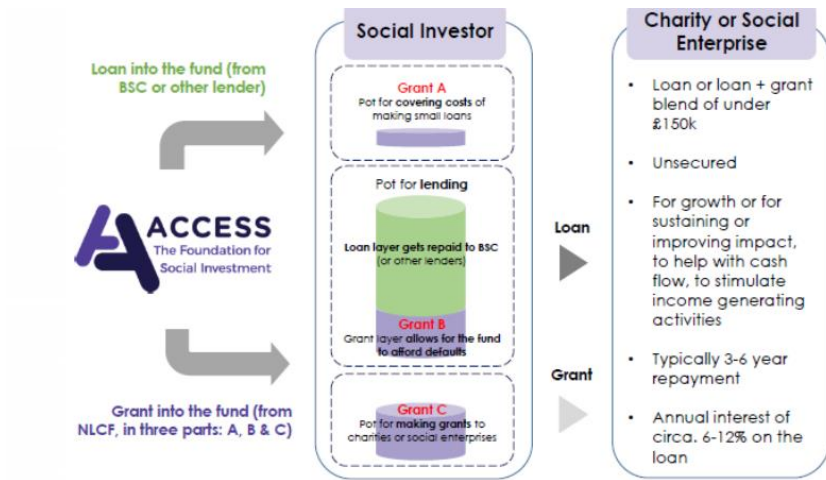 Loan into the fund (from
BSC or other lender)
ACCESS
The Foundation for
Social Investment
Grant into the fund (from
NLCF, in three parts: A, B & C)
Social Investor
Grant A
Pot for covering costs of
making small loans
Pot for lending
Loan layer gets repaid to BSC
(or other lenders)
Grant B
Grant layer allows for the fund
to afford defaults
Grant C
Pot for making grants to
charities or social enterprises
Loan
Grant
Charity or Social
Enterprise
• Loan or loan + grant
blend of under
£150k
• Unsecured
• For growth or for
sustaining or
improving impact,
to help with cash
flow, to stimulate
income generating
activities
• Typically 3-6 year
repayment
• Annual interest of
circa. 6-12% on the
loan